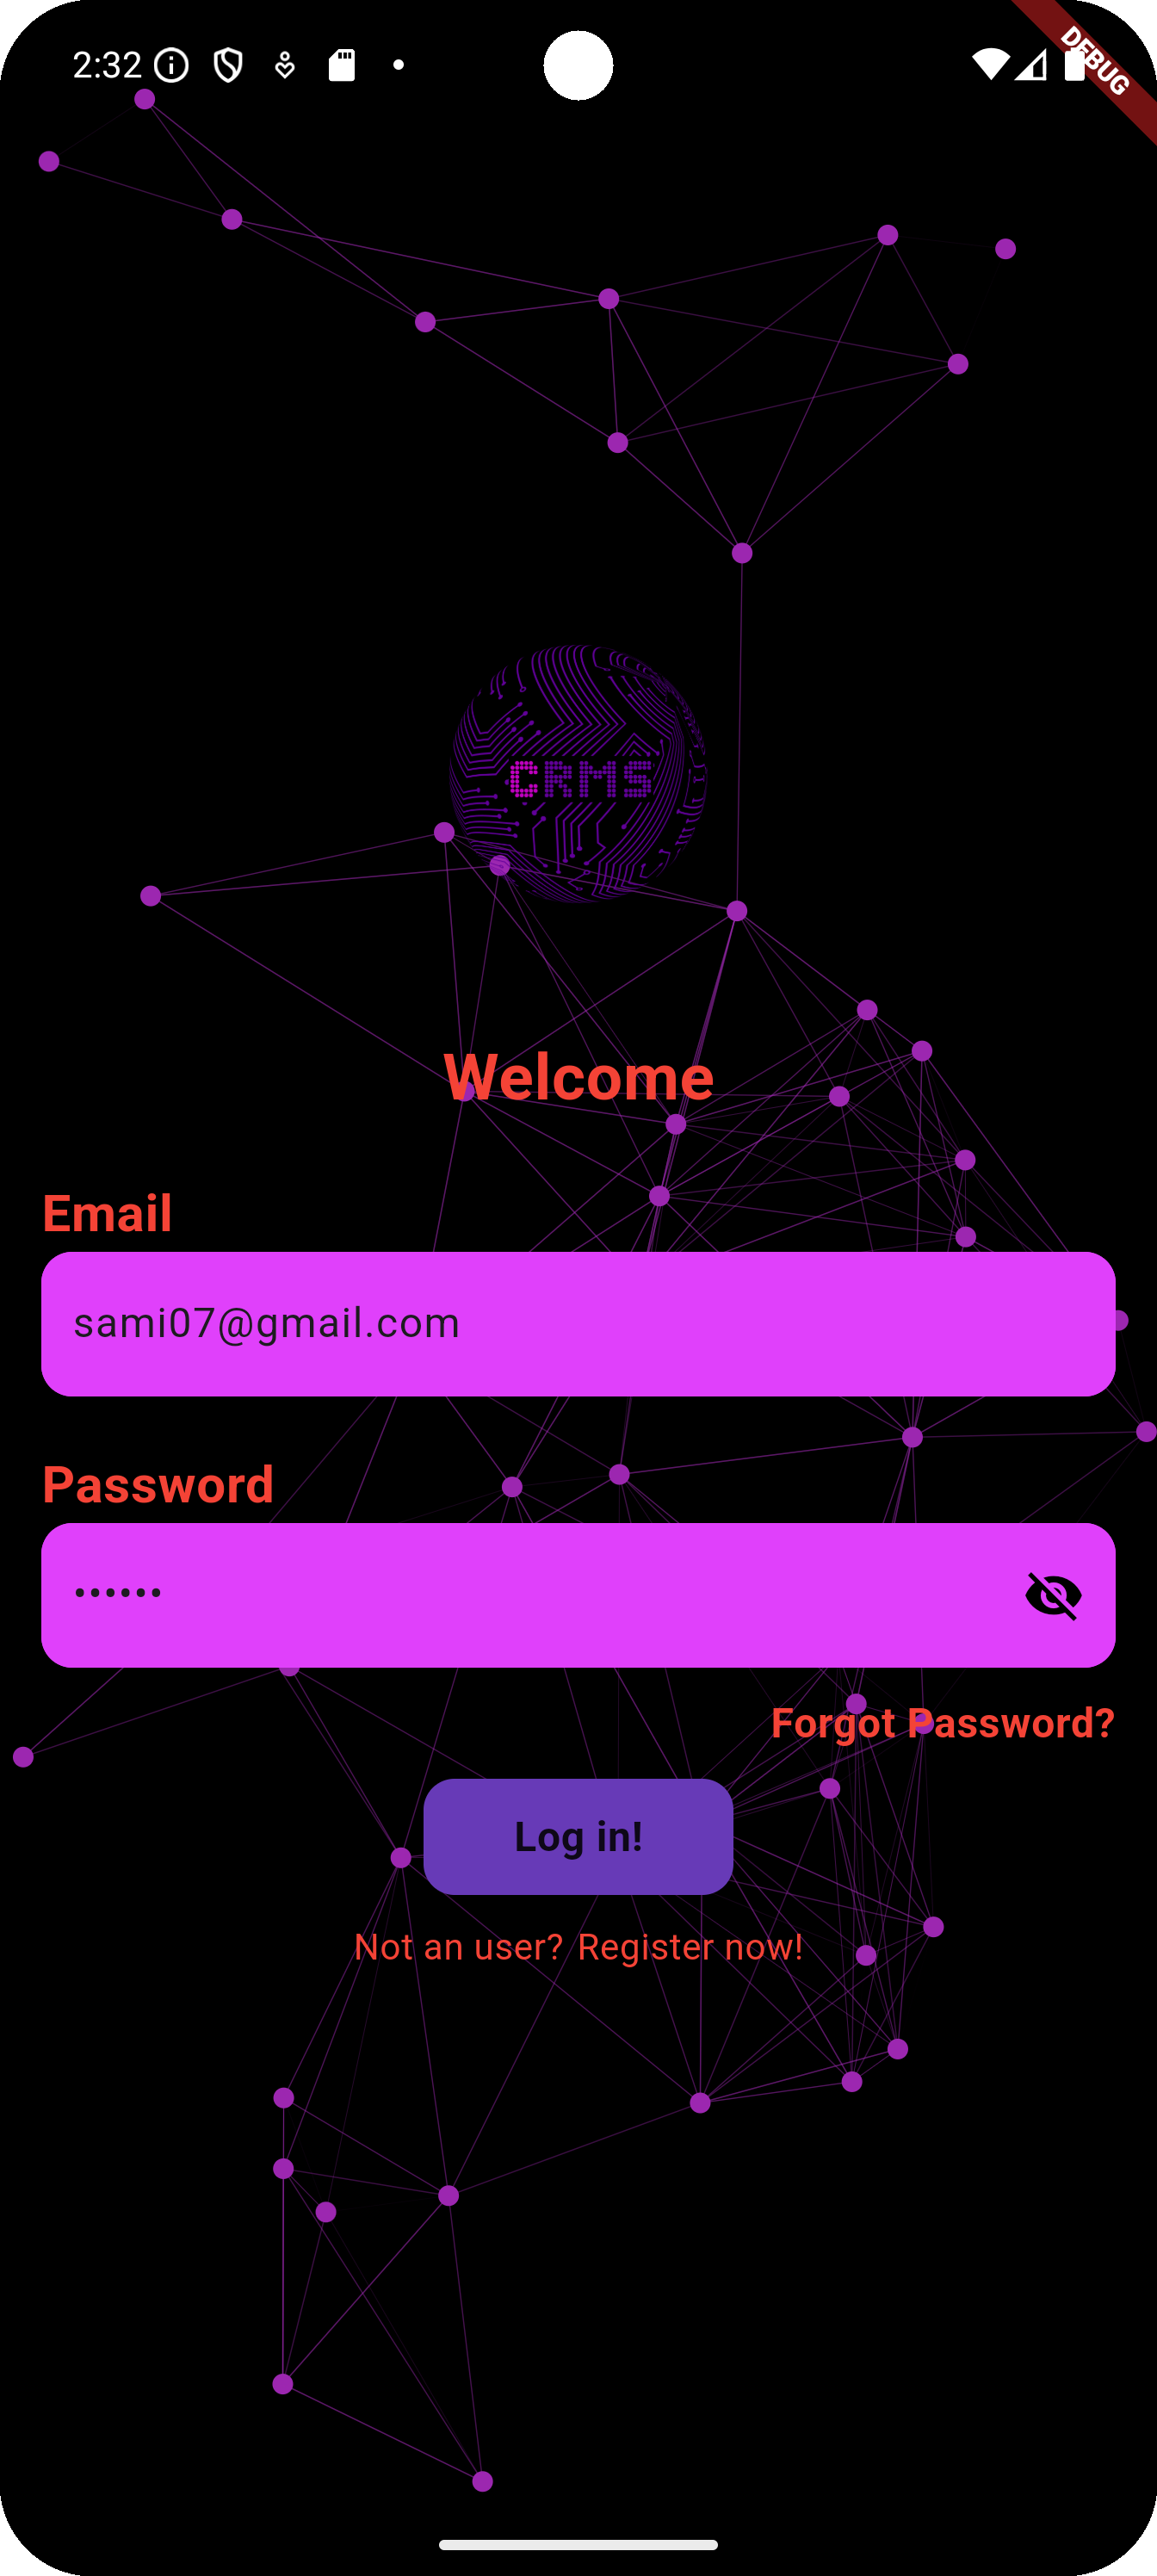 2:32
DEBUG
CRMS
Welcome
Email
sami07@gmail.com
Password
••••••
Forgot Password?
Log in!
Not an user? Register now!